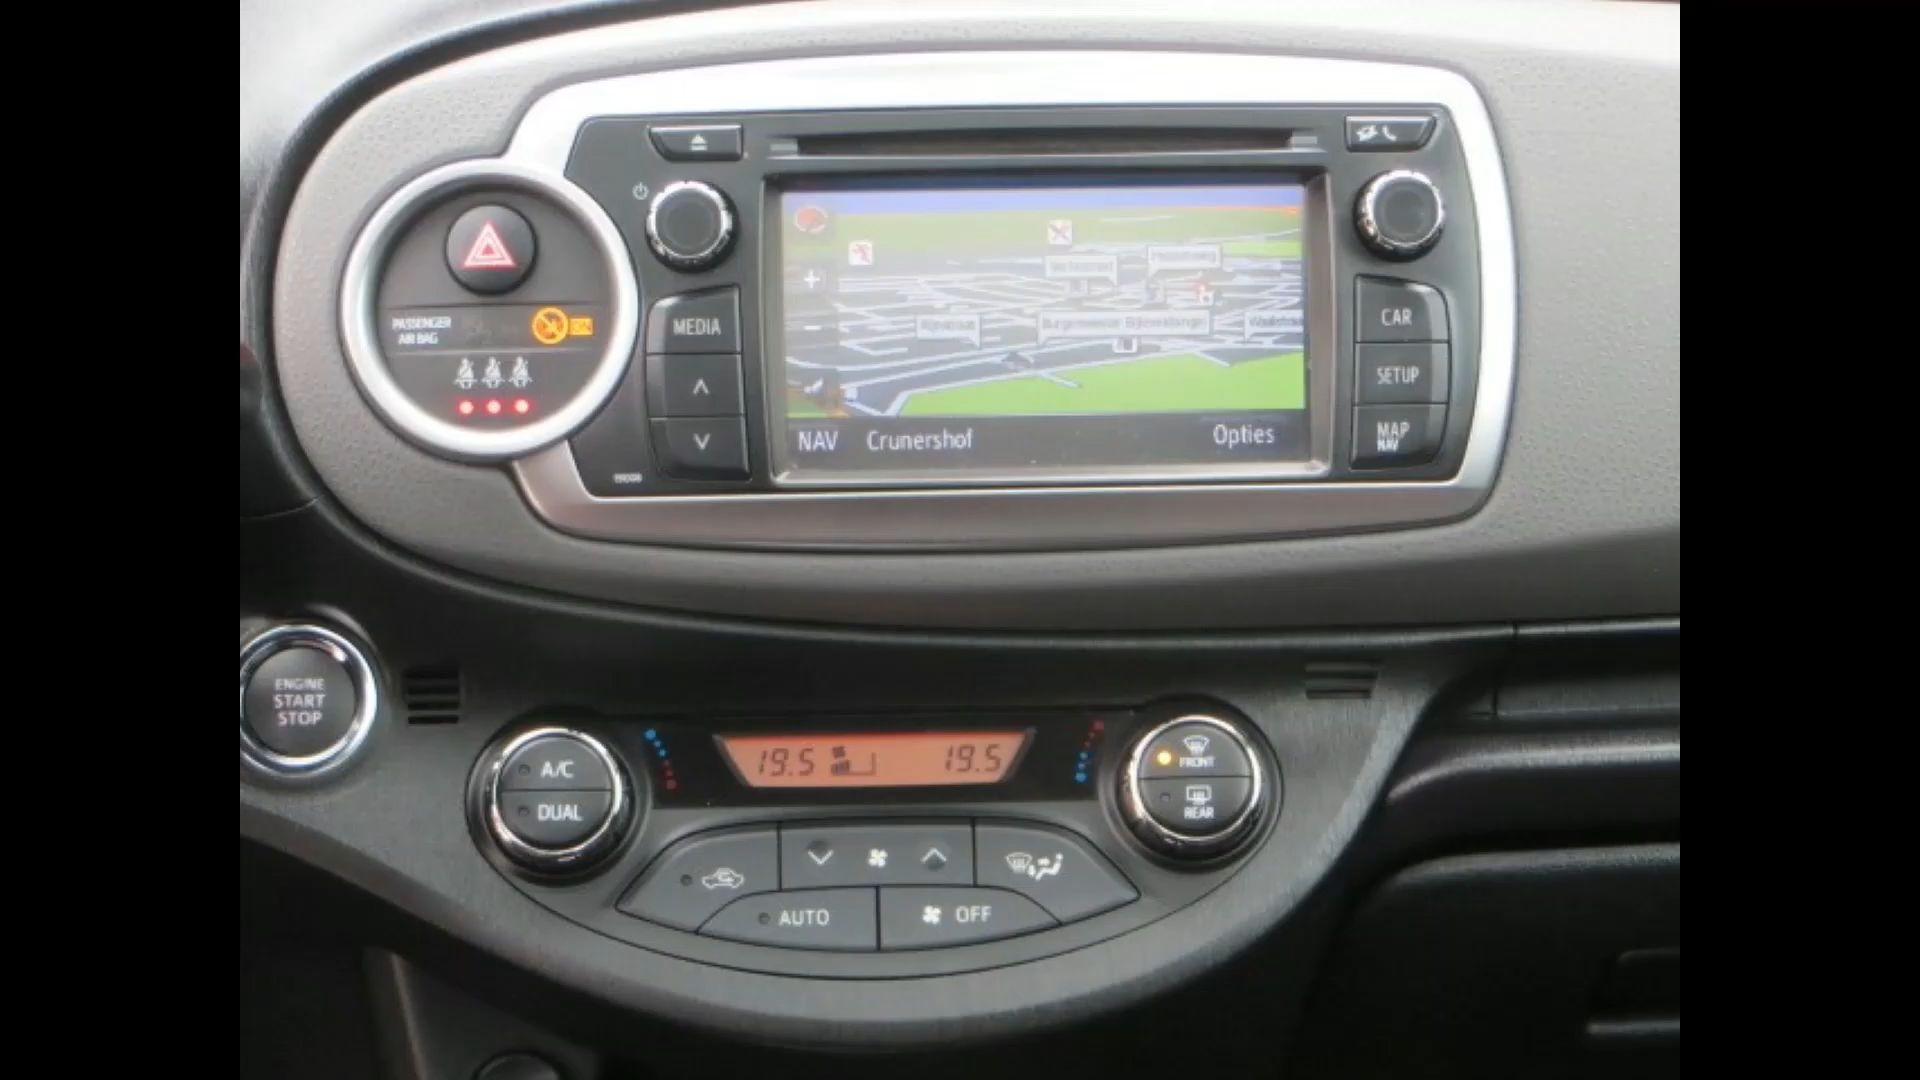 PASSENGER
AIR BAG
ON
MEDIA
CAR
SETUP
MAP
NAV
NAV Crunershof Opties
ENGINE
START
STOP
A/C
DUAL
19.5 19.5
FRONT
REAR
AUTO
OFF